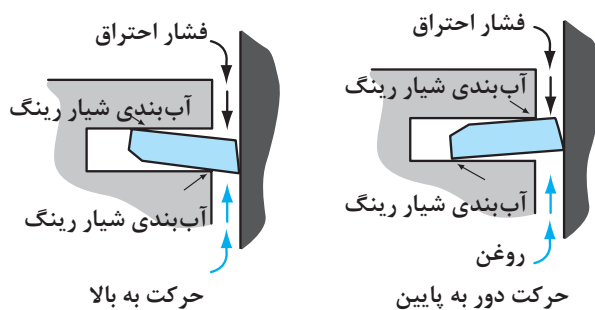 فشار احتراق
آب‌بندی شیار رینگ
آب‌بندی شیار رینگ
روغن
حرکت دور به پایین
فشار احتراق
آب‌بندی شیار رینگ
آب‌بندی شیار رینگ
حرکت به بالا